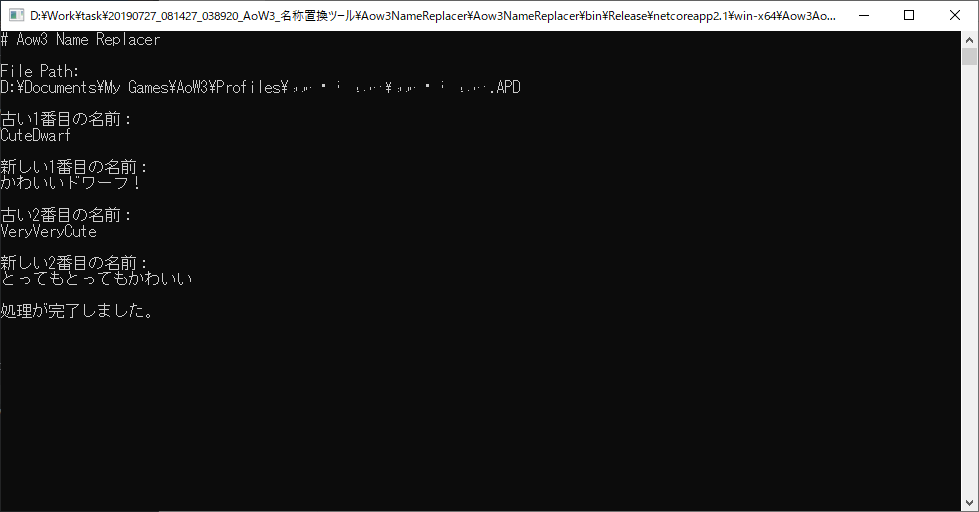 D:¥Work¥task¥20190727_081427_038920_AoW3_名称置換ﾂｰﾙ¥Aow3NameReplacer¥Aow3NameReplacer¥bin¥Release¥netcoreapp2.1¥win-x64¥Aow3Ao...
# Aow3 Name Replacer
File Path:
D:¥Documents¥My Games¥AoW3¥Profiles¥ ¥ .APD
古い1番目の名前：
CuteDwarf
新しい1番目の名前：
かわいいドワーフ！
古い2番目の名前：
VeryVeryCute
新しい2番目の名前：
とってもとってもかわいい
処理が完了しました。